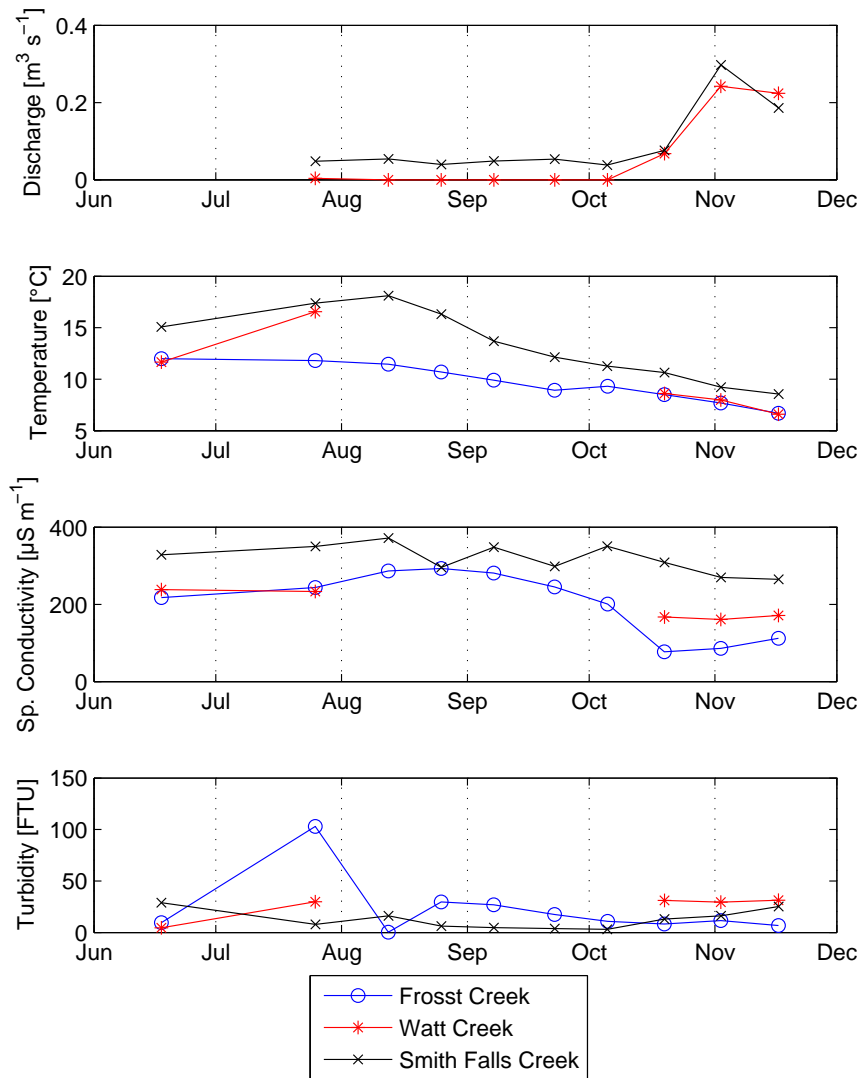 Discharge [m³ s⁻¹]
0.4
0.2
0
Jun Jul Aug Sep Oct Nov Dec
Temperature [°C]
20
15
10
5
Jun Jul Aug Sep Oct Nov Dec
Sp. Conductivity [µS m⁻¹]
400
200
0
Jun Jul Aug Sep Oct Nov Dec
Turbidity [FTU]
150
100
50
0
Jun Jul Aug Sep Oct Nov Dec
Frosst Creek
Watt Creek
Smith Falls Creek